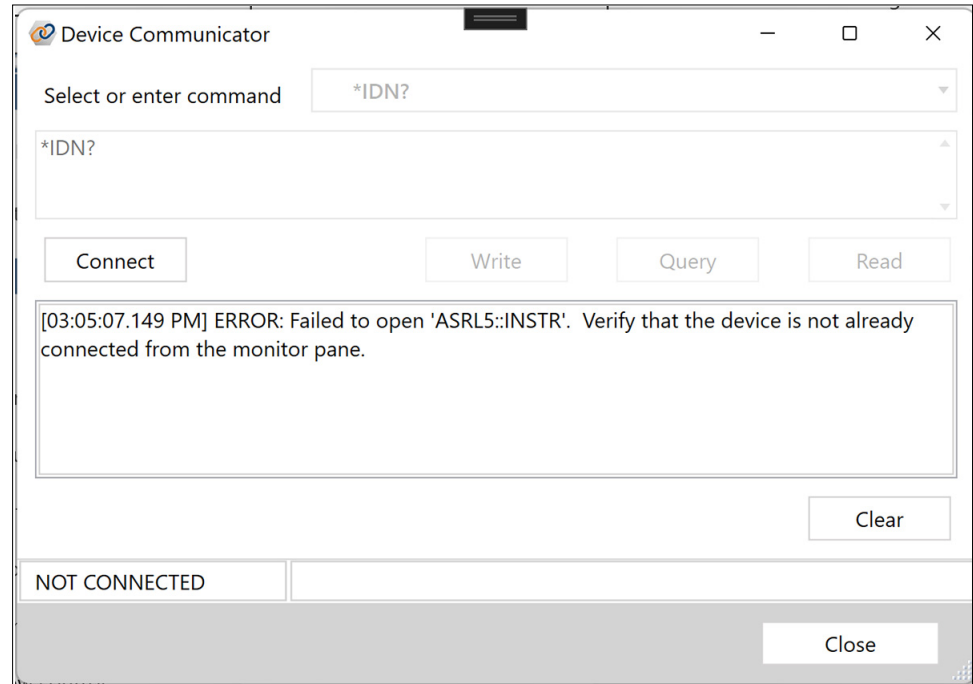 Device Communicator
Select or enter command
*IDN?
*IDN?
Connect
Write
Query
Read
[03:05:07.149 PM] ERROR: Failed to open 'ASRL5::INSTR'.  Verify that the device is not already
connected from the monitor pane.
Clear
NOT CONNECTED
Close